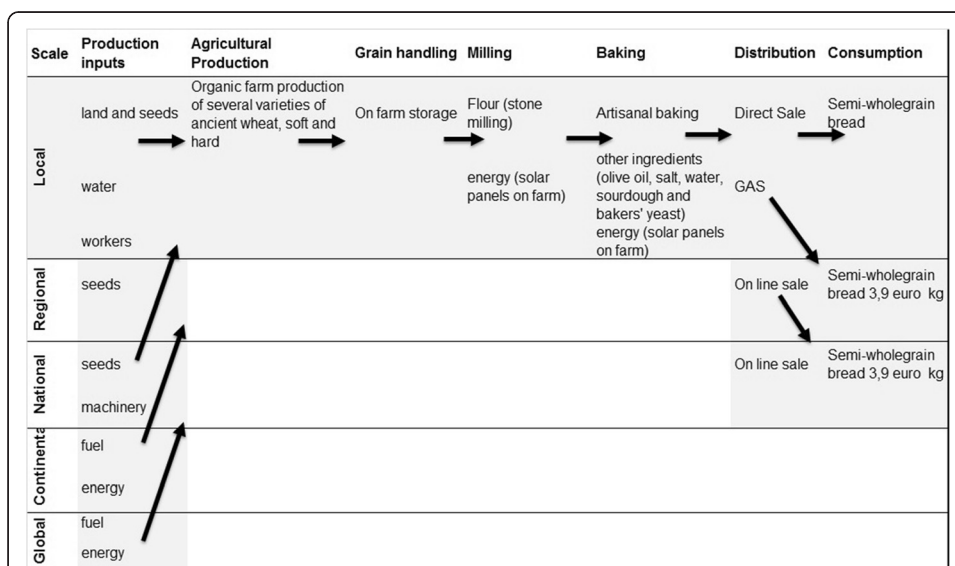 Scale
Production
inputs
Agricultural
Production
Grain handling
Milling
Baking
Distribution
Consumption
Local
land and seeds
water
workers
Organic farm production
of several varieties of
ancient wheat, soft and
hard
On farm storage
Flour (stone
milling)
energy (solar
panels on farm)
Artisanal baking
other ingredients
(olive oil, salt, water,
sourdough and
bakers' yeast)
energy (solar panels
on farm)
Direct Sale
GAS
Semi-wholegrain
bread
Regional
seeds
On line sale
Semi-wholegrain
bread 3,9 euro kg
National
seeds
machinery
On line sale
Semi-wholegrain
bread 3,9 euro kg
Continenta
fuel
energy
Global
fuel
energy